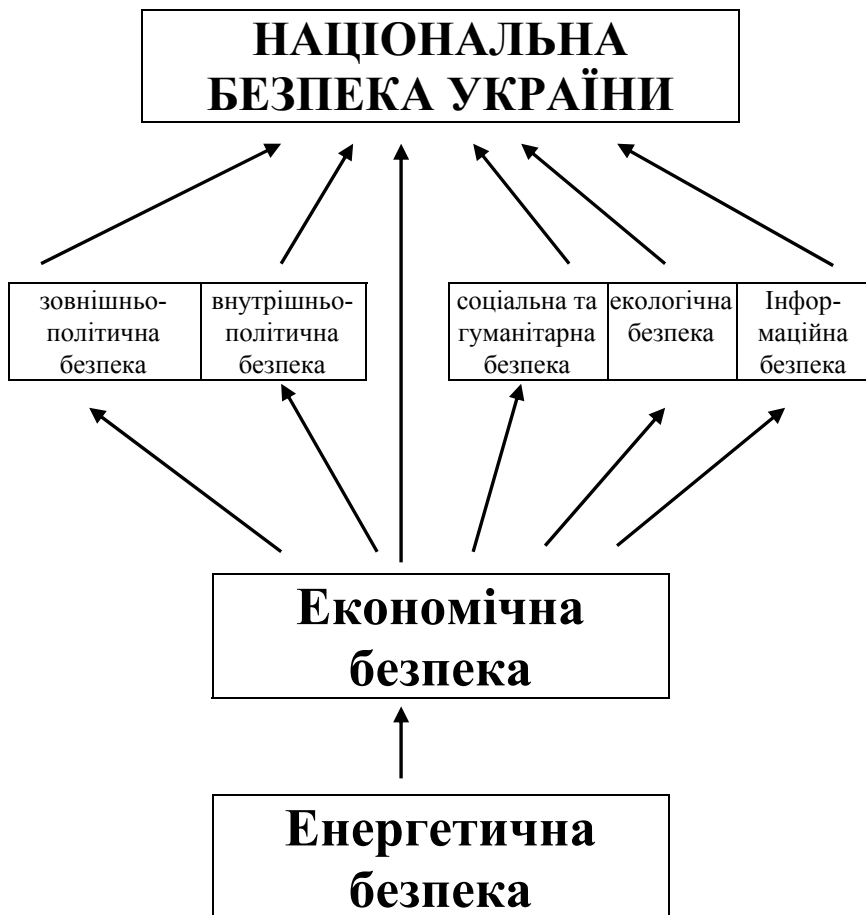 НАЦІОНАЛЬНА
БЕЗПЕКА УКРАЇНИ
зовнішньо-
політична
безпека
внутрішньо-
політична
безпека
соціальна та
гуманітарна
безпека
екологічна
безпека
Інфор-
маційна
безпека
Економічна
безпека
Енергетична
безпека